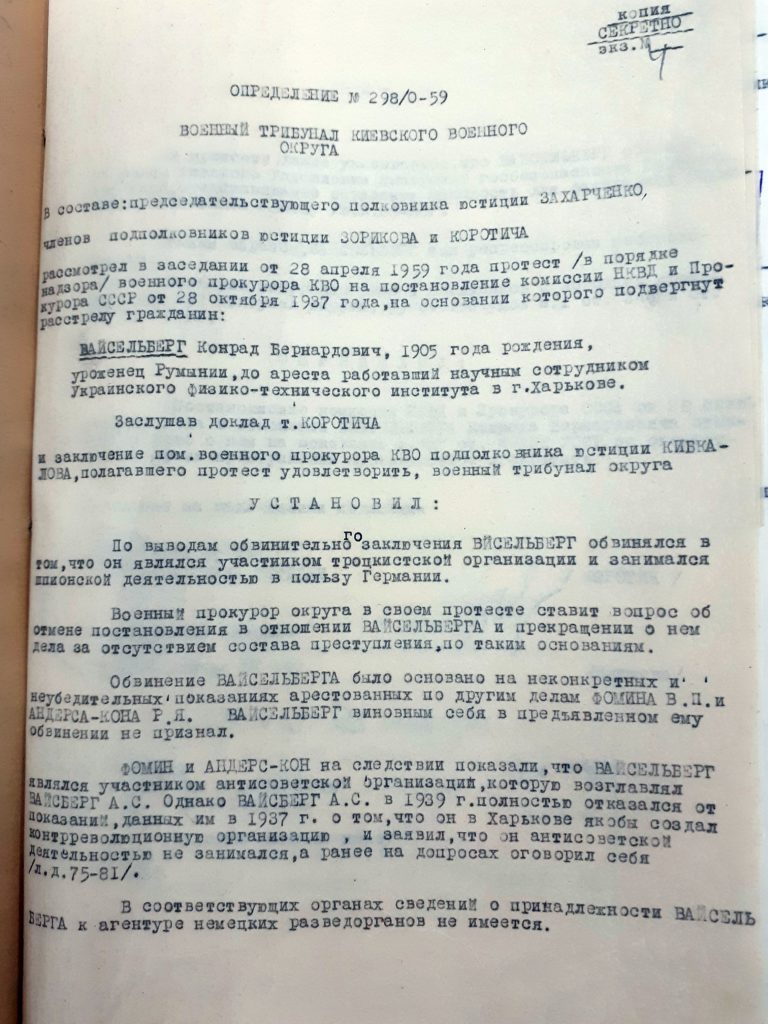 копия
СЕКРЕТНО
экз.№ 4
ОПРЕДЕЛЕНИЕ № 298/0-59
ВОЕННЫЙ ТРИБУНАЛ КИЕВСКОГО ВОЕННОГО
ОКРУГА
В составе:председательствующего полковника юстиции ЗАХАРЧЕНКО,
членов подполковников юстиции ЗОРИКОВА и КОРОТИЧА
рассмотрел в заседании от 28 апреля 1959 года протест /в порядке
надзора/ военного прокурора КВО на постановление комиссии НКВД и Про-
курора СССР от 28 октября 1937 года,на основании которого подвергнут
расстрелу гражданин:
ВАЙСЕЛЬБЕРГ Конрад Бернардович, 1905 года рождения,
уроженец Румынии,до ареста работавший научным сотрудником
Украинского физико-технического института в г.Харькове.
Заслушав доклад т.КОРОТИЧА
и заключение пом.военного прокурора КВО подполковника юстиции КИБКА-
ЛОВА,полагавшего протест удовлетворить, военный трибунал округа
У С Т А Н О В И Л :
По выводам обвинительного заключения ВЙСЕЛЬБЕРГ обвинялся в
том,что он являлся участником троцкистской организации и занимался
шпионской деятельностью в пользу Германии.
Военный прокурор округа в своем протесте ставит вопрос об
отмене постановления в отношении ВАЙСЕЛЬБЕРГА и прекращении о нем
дела за отсутствием состава преступления,по таким основаниям.
Обвинение ВАЙСЕЛЬБЕРГА было основано на неконкретных и
неубедительных показаниях арестованных по другим делам ФОМИНА В.П.и
АНДЕРСА-КОНА Р.Я. ВАЙСЕЛЬБЕРГ виновным себя в предъявленном ему
обвинении не признал.
ФОМИН и АНДЕРС-КОН на следствии показали,что ВАЙСЕЛЬБЕРГ
являлся участником антисоветской организаций,которую возглавлял
ВАЙСБЕРГ А.С. Однако ВАЙСБЕРГ А.С. в 1939 г.полностью отказался от
показаний,данных им в 1937 г. о том,что он в Харькове якобы создал
контрреволюционную организацию , и заявил,что он антисоветской
деятельностью не занимался,а ранее на допросах оговорил себя
/л.д.75-81/.
В соответствующих органах сведений о принадлежности ВАЙСЕЛЬ
БЕРГА к агентуре немецких разведорганов не имеется.